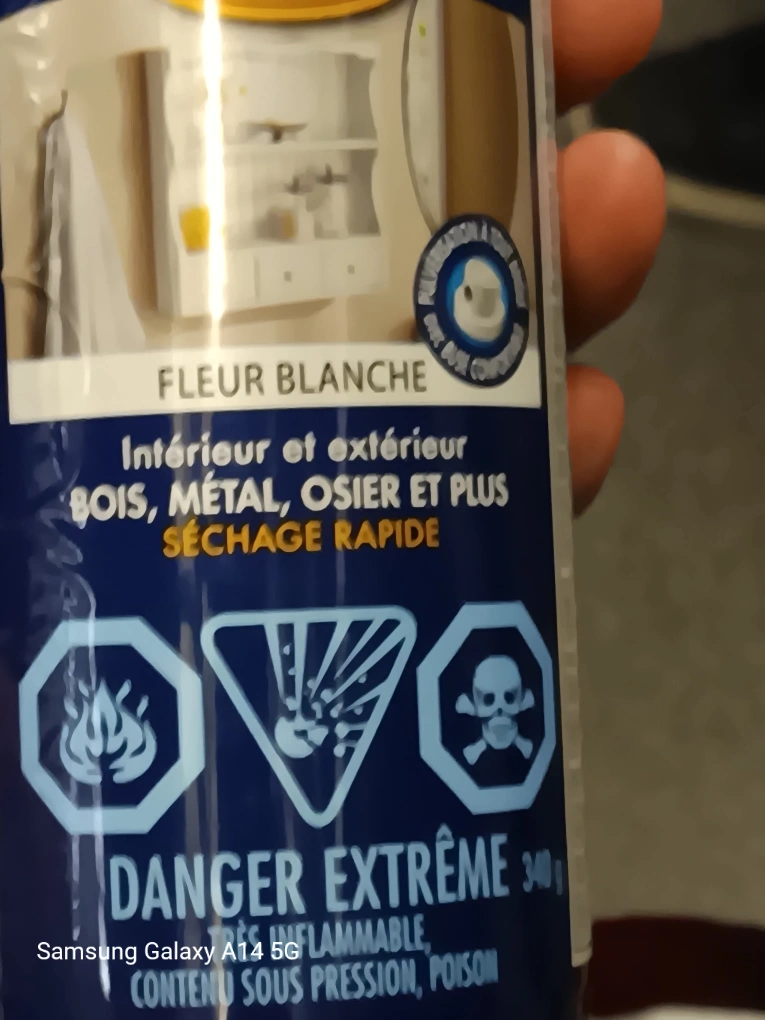 FLEUR BLANCHE
Intérieur et extérieur
BOIS, MÉTAL, OSIER ET PLUS
SÉCHAGE RAPIDE
DANGER EXTRÊME 340 g
TRÈS INFLAMMABLE,
CONTENU SOUS PRESSION, POISON
Samsung Galaxy A14 5G